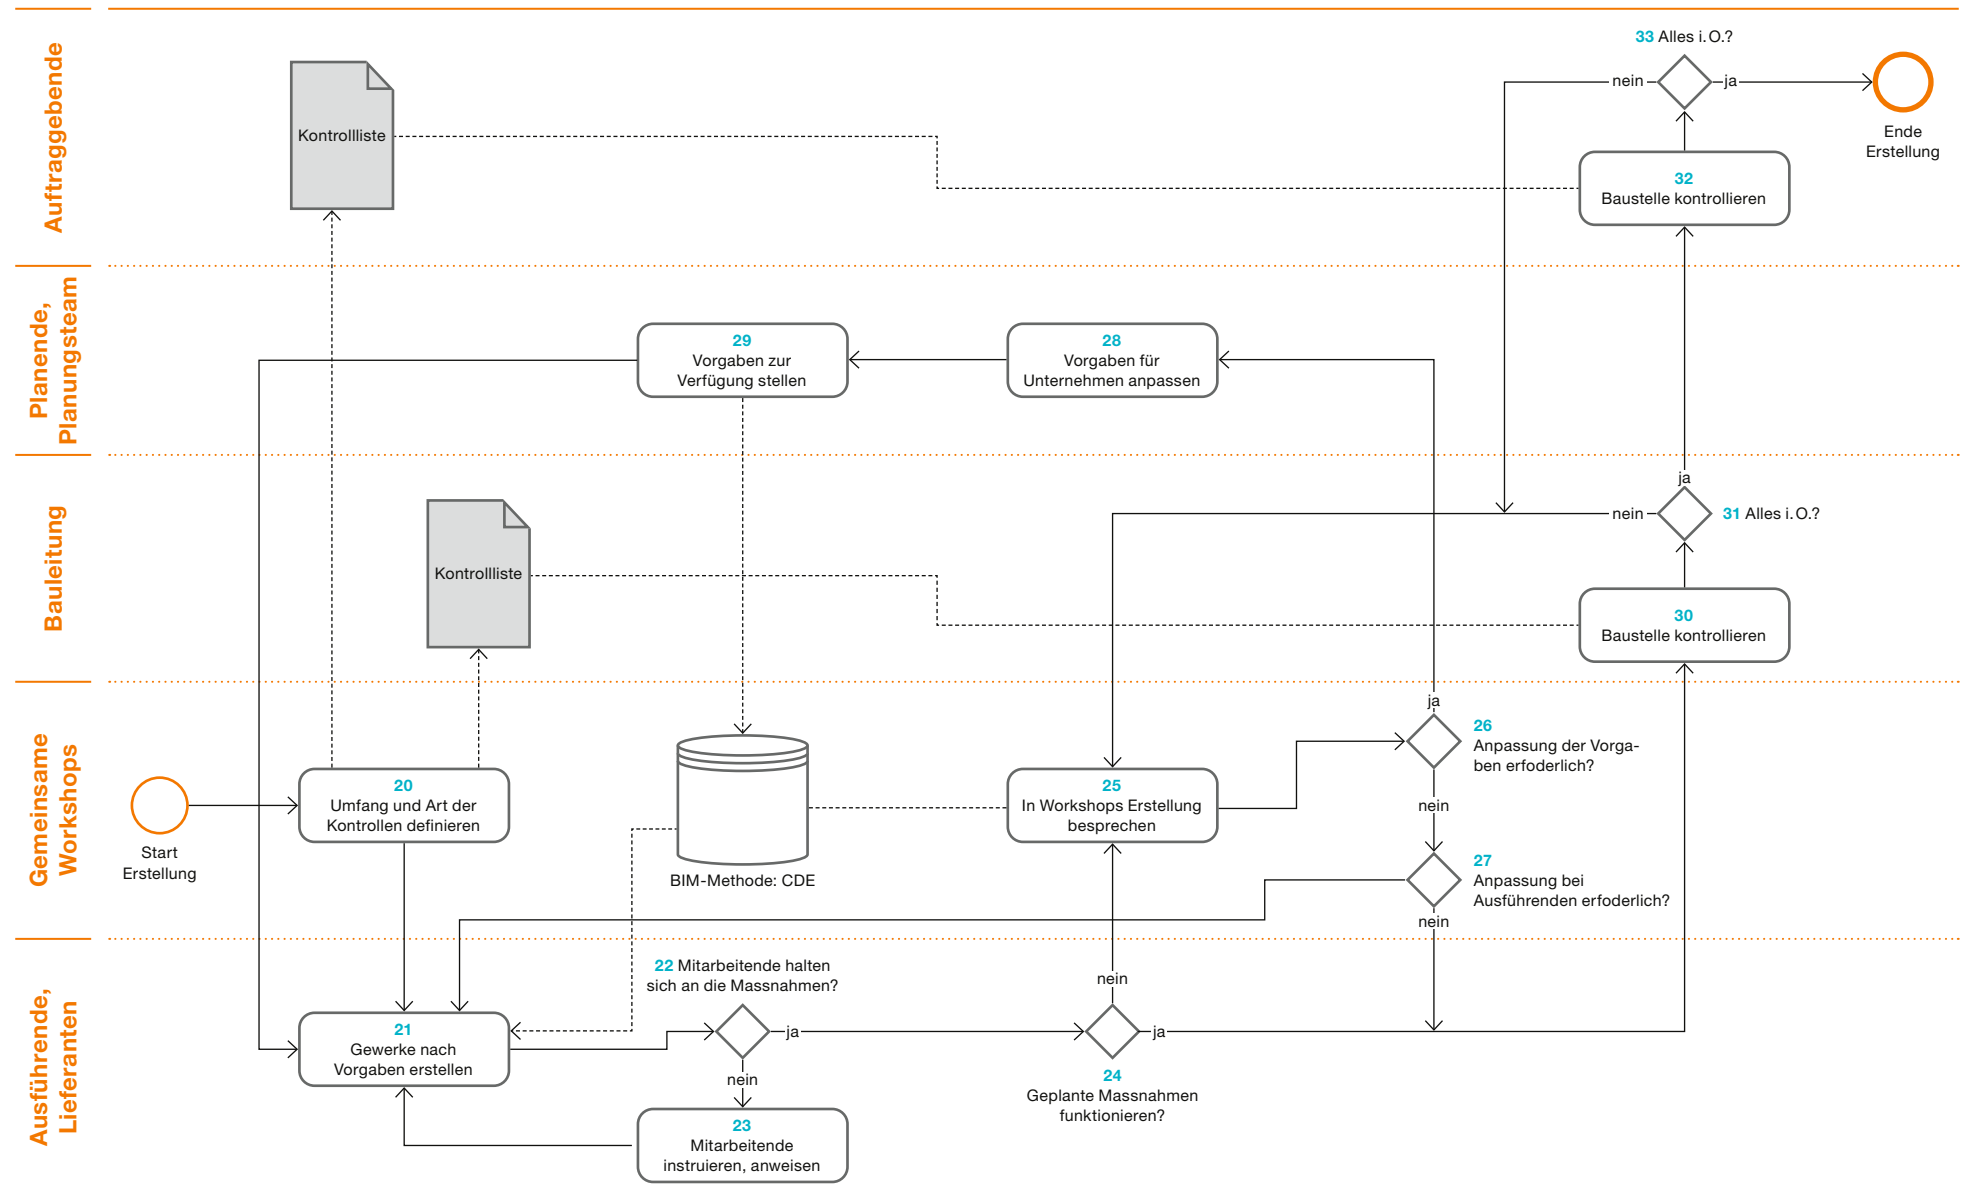 Auftraggebende
33 Alles i. O.?
nein
ja
Kontrollliste
Ende
Erstellung
32
Baustelle kontrollieren
Planende,
Planungsteam
29
Vorgaben zur
Verfügung stellen
28
Vorgaben für
Unternehmen anpassen
Bauleitung
ja
nein
31 Alles i. O.?
Kontrollliste
30
Baustelle kontrollieren
Gemeinsame
Workshops
ja
26
Anpassung der Vorga-
ben erfoderlich?
20
Umfang und Art der
Kontrollen definieren
25
In Workshops Erstellung
besprechen
nein
Start
Erstellung
BIM-Methode: CDE
27
Anpassung bei
Ausführenden erfoderlich?
nein
Ausführende,
Lieferanten
22 Mitarbeitende halten
sich an die Massnahmen?
nein
21
Gewerke nach
Vorgaben erstellen
ja
ja
nein
24
Geplante Massnahmen
funktionieren?
23
Mitarbeitende
instruieren, anweisen